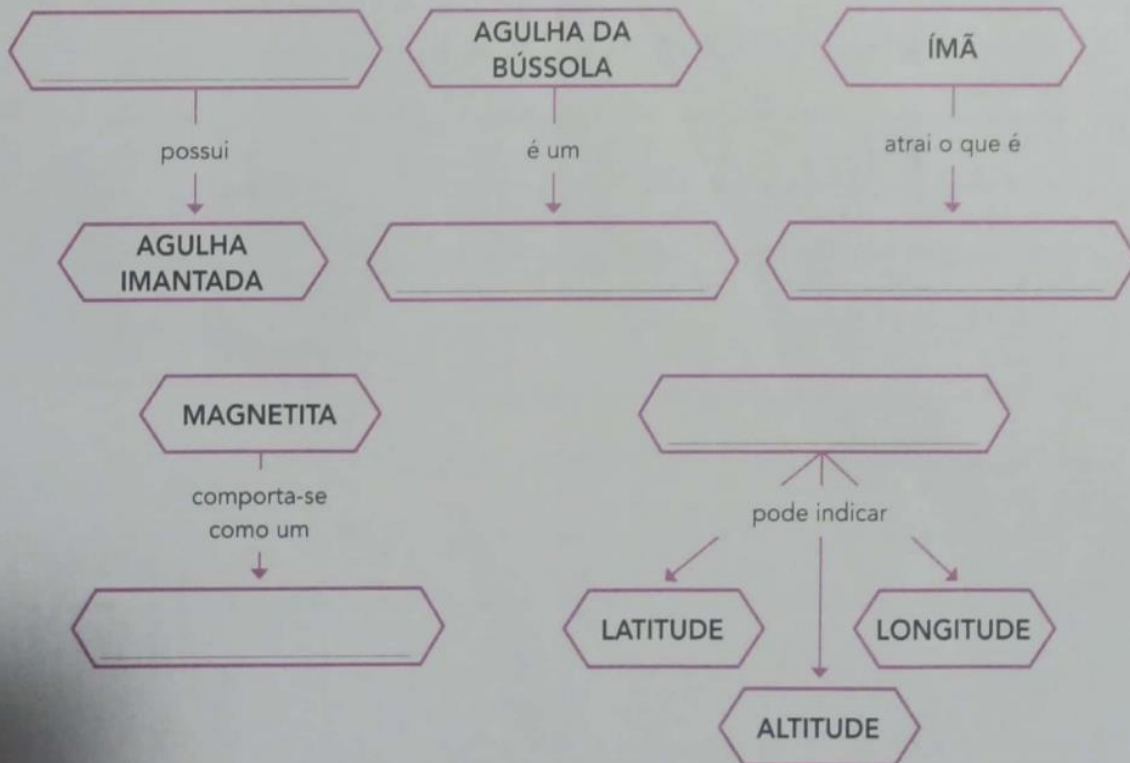 AGULHA DA
BÚSSOLA
ÍMÃ
possui
é um
atrai o que é
AGULHA
IMANTADA
MAGNETITA
comporta-se
como um
pode indicar
LATITUDE
LONGITUDE
ALTITUDE